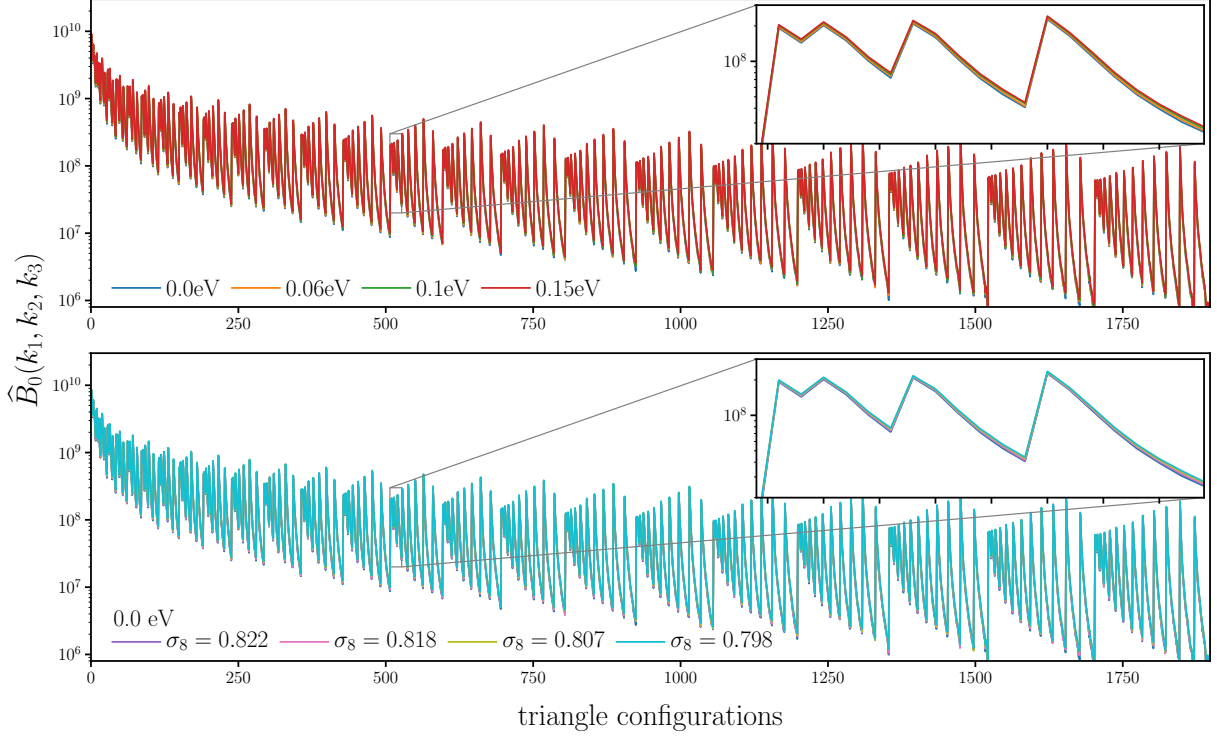 10^10
10^9
10^8
10^7
10^6
10^8
0.0eV 0.06eV 0.1eV 0.15eV
0 250 500 750 1000 1250 1500 1750
\widehat{B}_0(k_1, k_2, k_3)
10^10
10^9
10^8
10^7
10^6
10^8
0.0 eV
σ_8 = 0.822 σ_8 = 0.818 σ_8 = 0.807 σ_8 = 0.798
0 250 500 750 1000 1250 1500 1750
triangle configurations